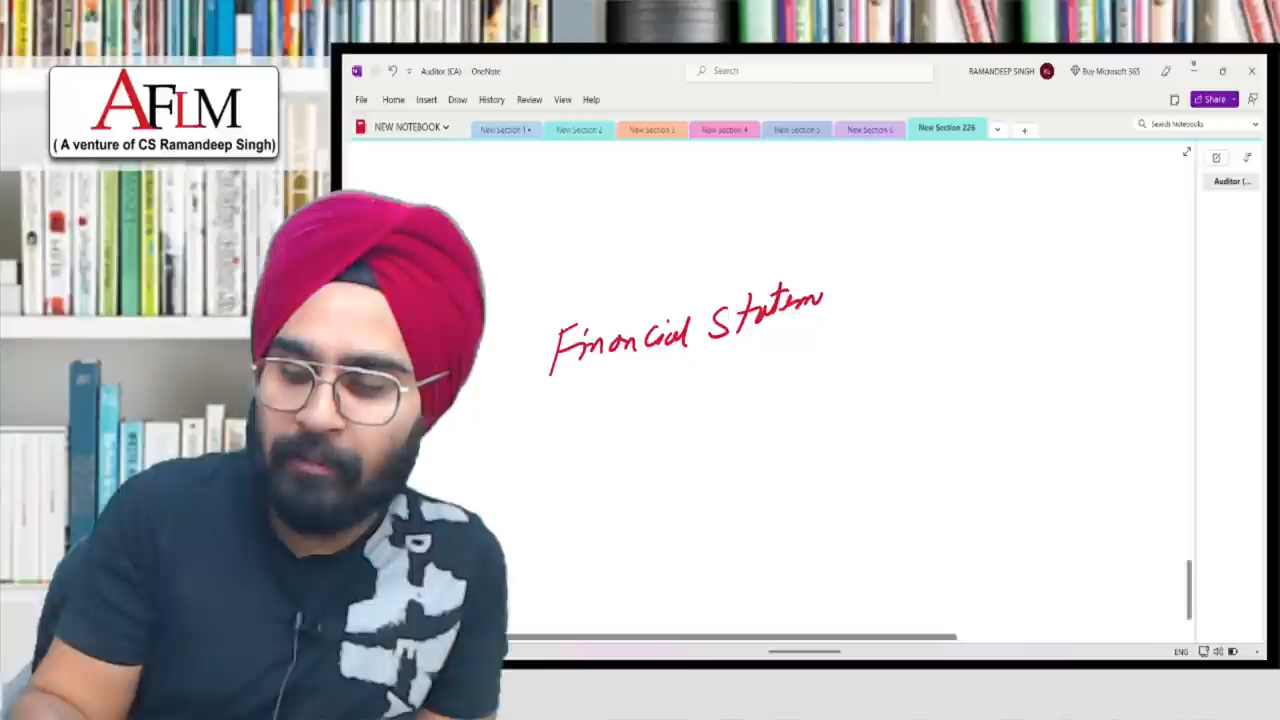 AFLM
( A venture of CS Ramandeep Singh)
Auditor (CA) - OneNote
Search
RAMANDEEP SINGH
Buy Microsoft 365
File Home Insert Draw History Review View Help
Share
NEW NOTEBOOK
New Section 1 New Section 2 New Section 3 New Section 4 New Section 5 New Section 6 New Section 226
Search Notebooks
Auditor (...
Financial Statem
ENG